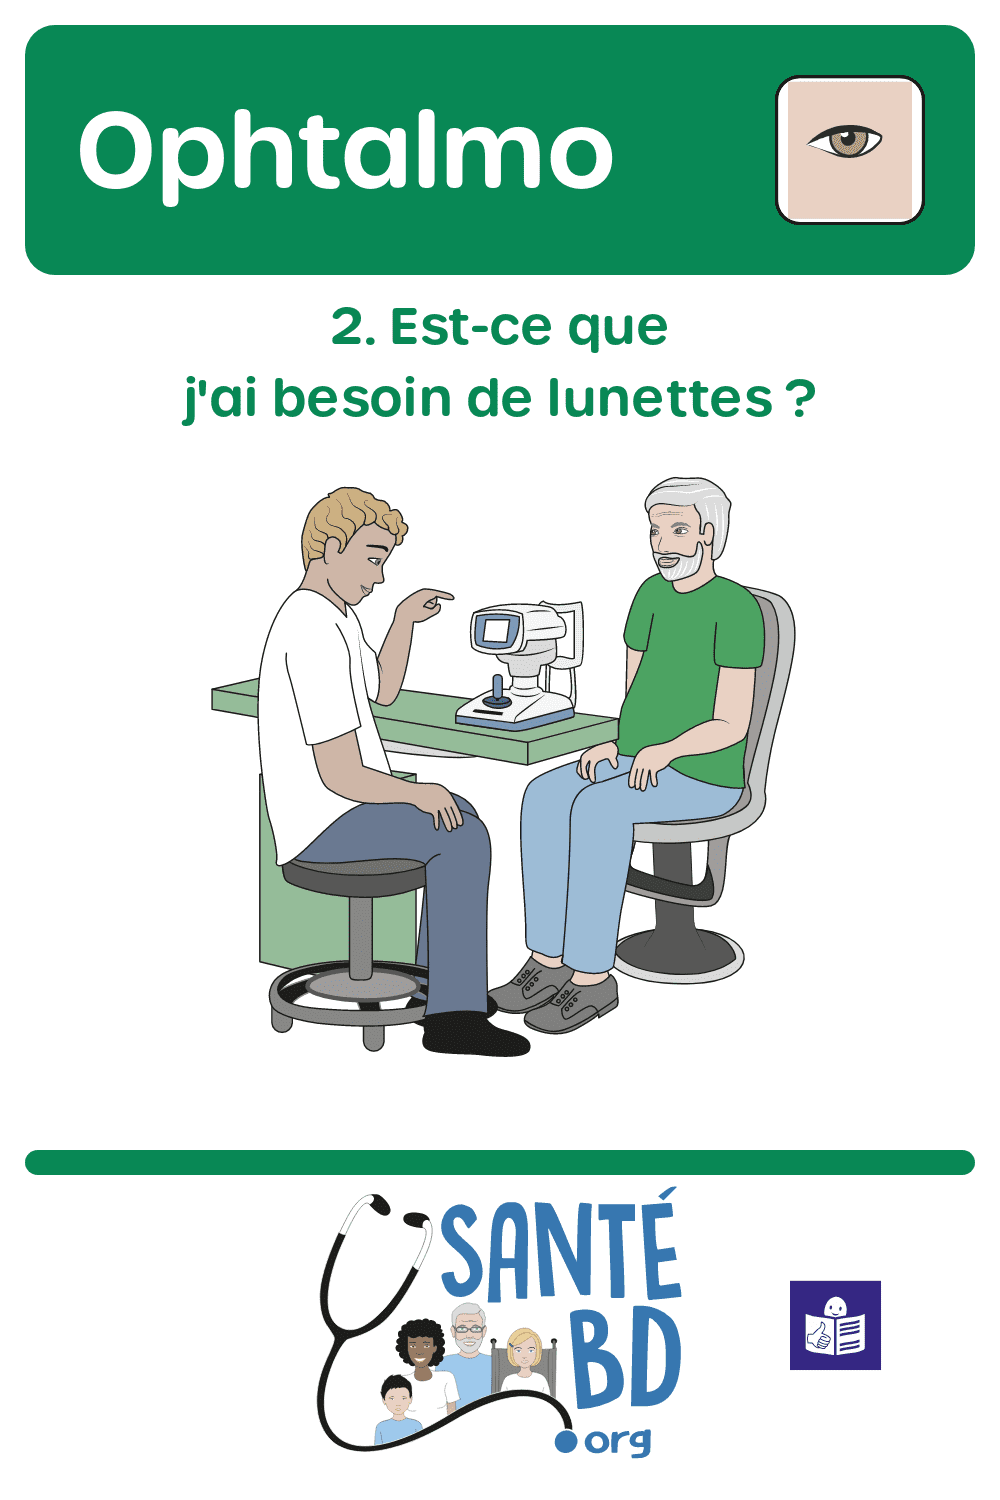 Ophtalmo
2. Est-ce que
j'ai besoin de lunettes ?
SANTÉ
BD
.org